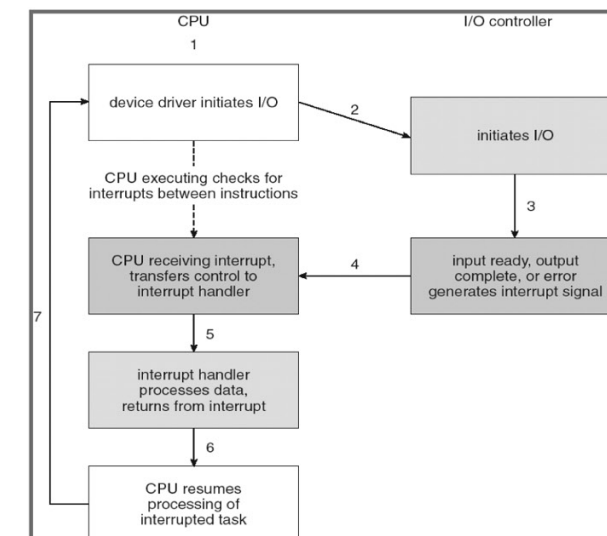 CPU
I/O controller
1
device driver initiates I/O
2
initiates I/O
CPU executing checks for
interrupts between instructions
3
CPU receiving interrupt,
transfers control to
interrupt handler
4
input ready, output
complete, or error
generates interrupt signal
7
5
interrupt handler
processes data,
returns from interrupt
6
CPU resumes
processing of
interrupted task